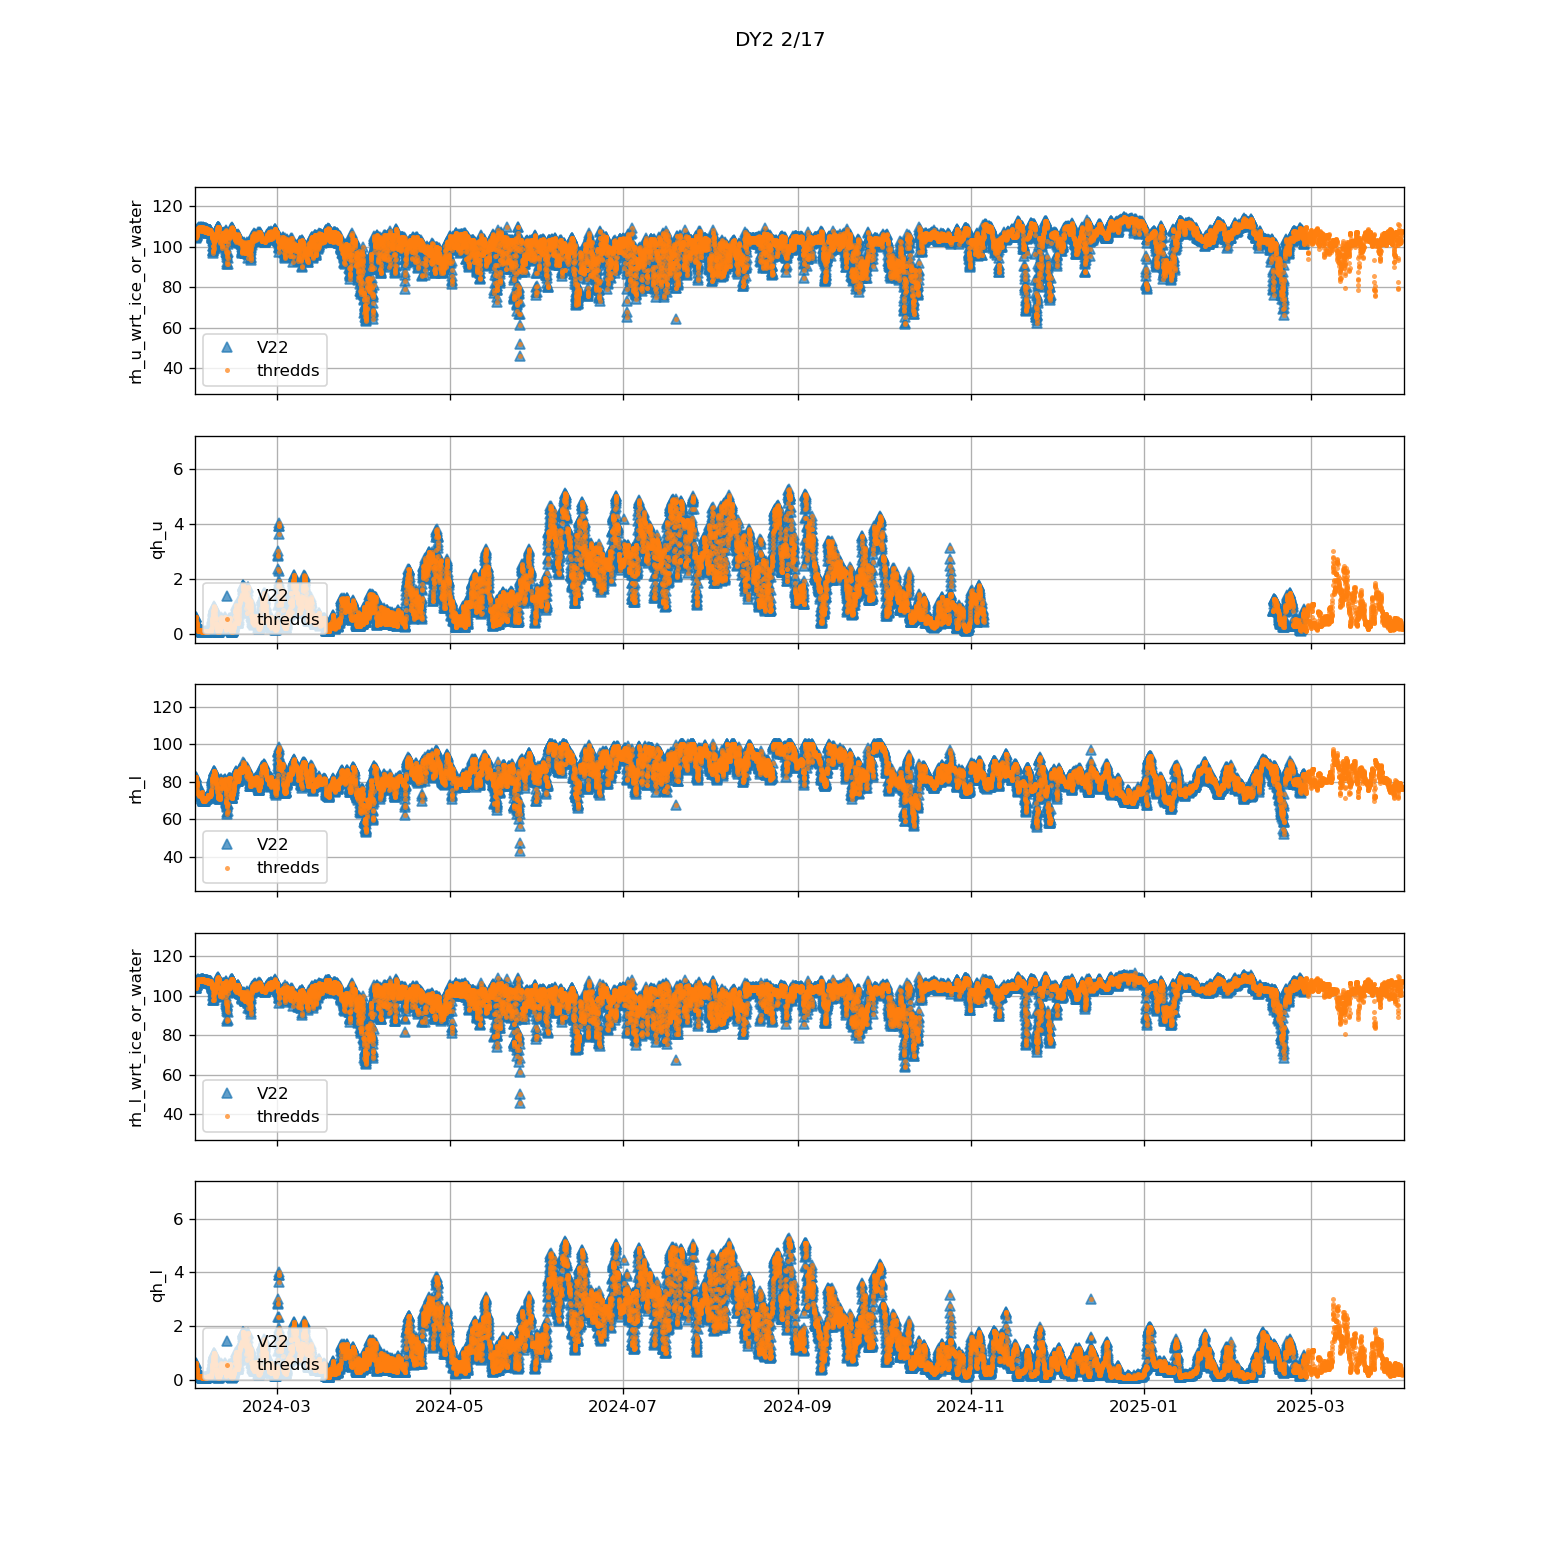 DY2 2/17
rh_u_wrt_ice_or_water
120
100
80
60
40
V22
thredds
qh_u
6
4
2
0
V22
thredds
rh_l
120
100
80
60
40
V22
thredds
rh_l_wrt_ice_or_water
120
100
80
60
40
V22
thredds
qh_l
6
4
2
0
V22
thredds
2024-03
2024-05
2024-07
2024-09
2024-11
2025-01
2025-03